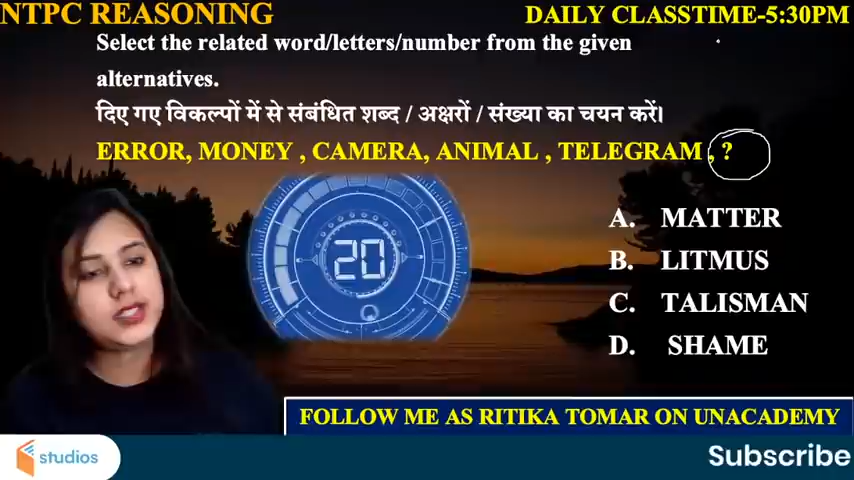 NTPC REASONING
DAILY CLASSTIME-5:30PM
Select the related word/letters/number from the given
alternatives.
दिए गए विकल्पों में से संबंधित शब्द / अक्षरों / संख्या का चयन करें।
ERROR, MONEY , CAMERA, ANIMAL , TELEGRAM , ?
20
A. MATTER
B. LITMUS
C. TALISMAN
D. SHAME
FOLLOW ME AS RITIKA TOMAR ON UNACADEMY
studios
Subscribe